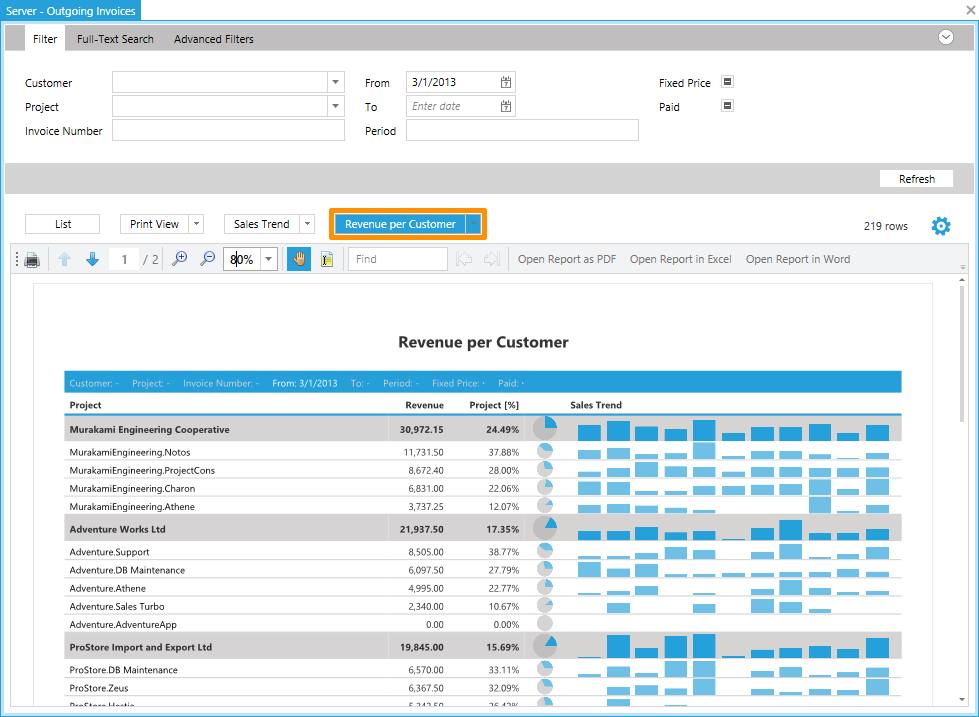 Server - Outgoing Invoices
Filter Full-Text Search Advanced Filters
Customer From 3/1/2013 Fixed Price
Project To Enter date Paid
Invoice Number Period
Refresh
List Print View Sales Trend Revenue per Customer 219 rows
1 / 2 80% Find Open Report as PDF Open Report in Excel Open Report in Word
Revenue per Customer
Customer: - Project: - Invoice Number: - From: 3/1/2013 To: - Period: - Fixed Price: - Paid: -
Project Revenue Project [%] Sales Trend
Murakami Engineering Cooperative 30,972.15 24.49%
MurakamiEngineering.Notos 11,731.50 37.88%
MurakamiEngineering.ProjectCons 8,672.40 28.00%
MurakamiEngineering.Charon 6,831.00 22.06%
MurakamiEngineering.Athene 3,737.25 12.07%
Adventure Works Ltd 21,937.50 17.35%
Adventure.Support 8,505.00 38.77%
Adventure.DB Maintenance 6,097.50 27.79%
Adventure.Athene 4,995.00 22.77%
Adventure.Sales Turbo 2,340.00 10.67%
Adventure.AdventureApp 0.00 0.00%
ProStore Import and Export Ltd 19,845.00 15.69%
ProStore.DB Maintenance 6,570.00 33.11%
ProStore.Zeus 6,367.50 32.09%